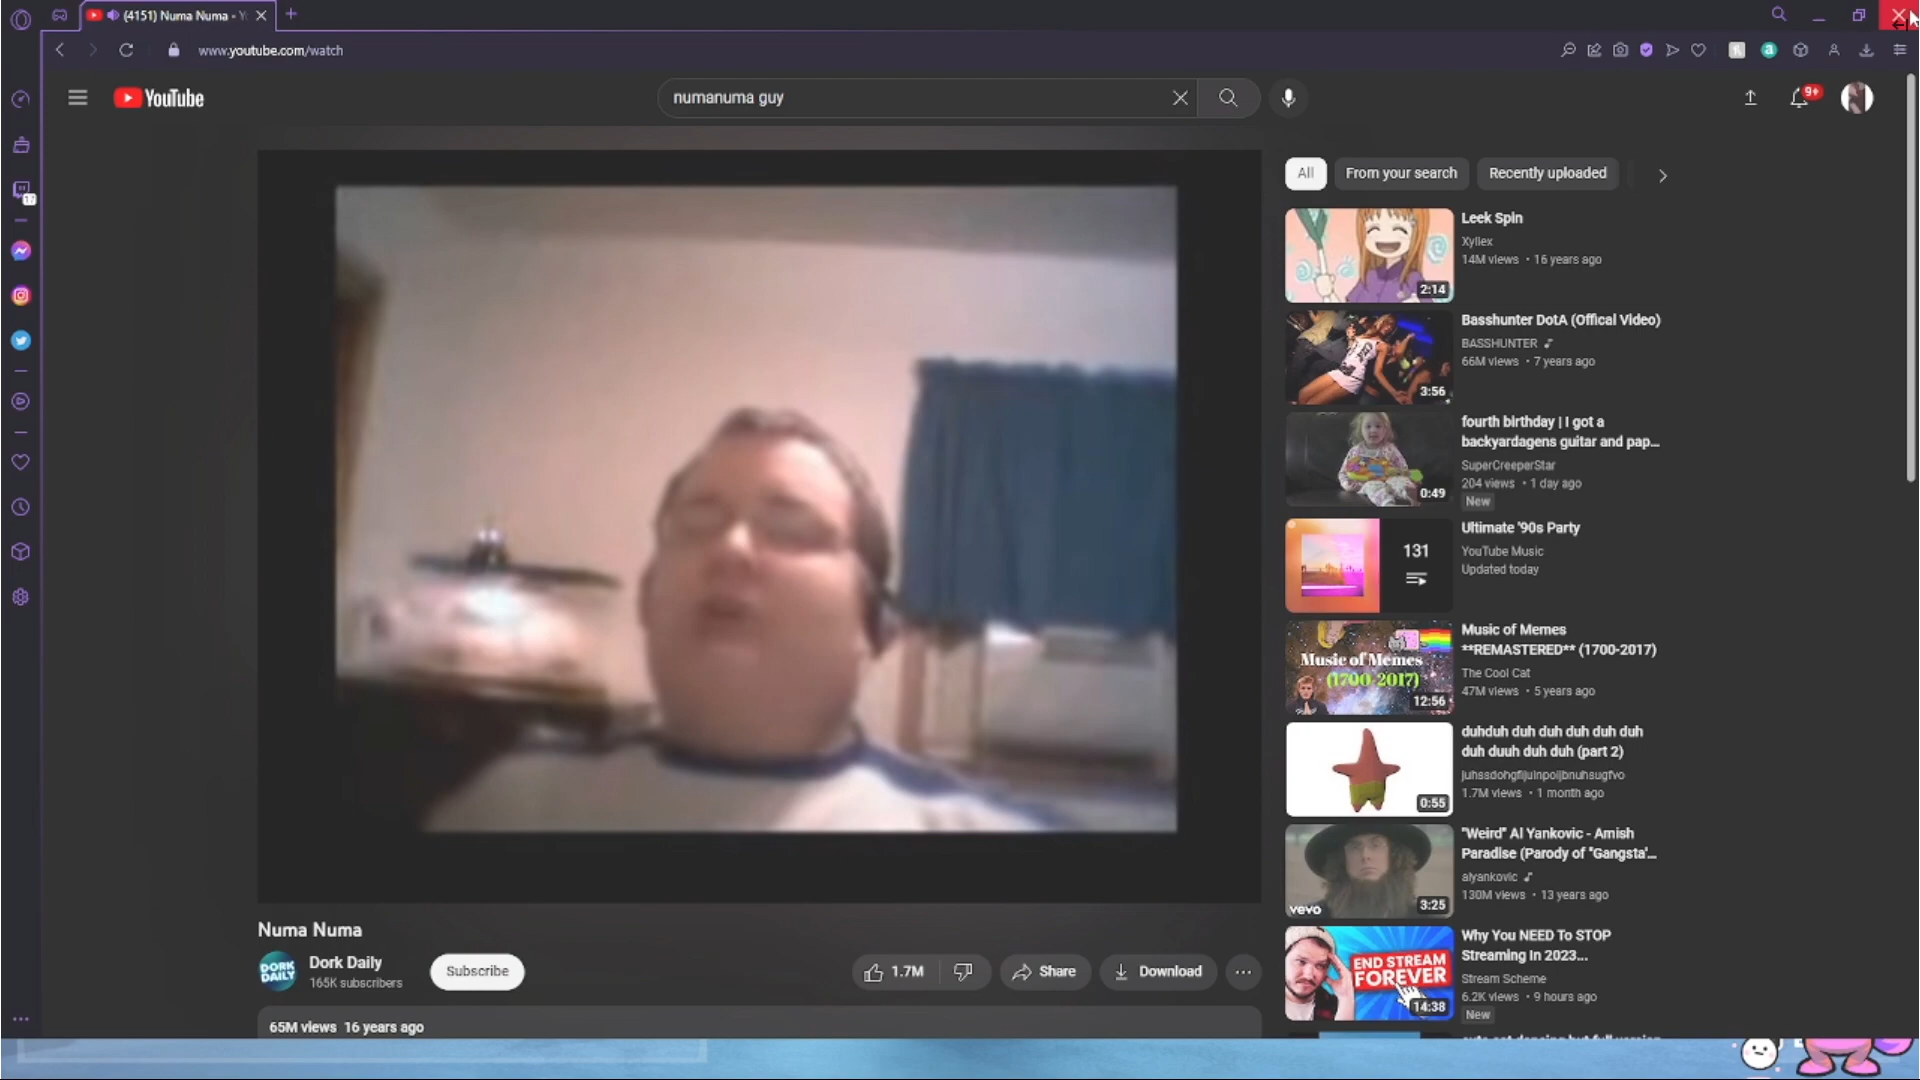 (4151) Numa Numa - Y
www.youtube.com/watch
YouTube
numanuma guy
9+
All
From your search
Recently uploaded
Leek Spin
Xyliex
14M views • 16 years ago
2:14
Basshunter DotA (Offical Video)
BASSHUNTER
66M views • 7 years ago
3:56
fourth birthday | I got a
backyardagens guitar and pap...
SuperCreeperStar
204 views • 1 day ago
New
0:49
Ultimate '90s Party
YouTube Music
Updated today
131
Music of Memes
**REMASTERED** (1700-2017)
The Cool Cat
47M views • 5 years ago
Music of Memes
(1700-2017)
12:56
duhduh duh duh duh duh duh
duh duuh duh duh (part 2)
1.7M views • 1 month ago
0:55
"Weird" Al Yankovic - Amish
Paradise (Parody of "Gangsta'...
alyankovic
130M views • 13 years ago
vevo
3:25
Why You NEED To STOP
Streaming In 2023...
Stream Scheme
6.2K views • 9 hours ago
New
END STREAM
FOREVER
14:38
Numa Numa
DORK
DAILY
Dork Daily
165K subscribers
Subscribe
1.7M
Share
Download
65M views 16 years ago